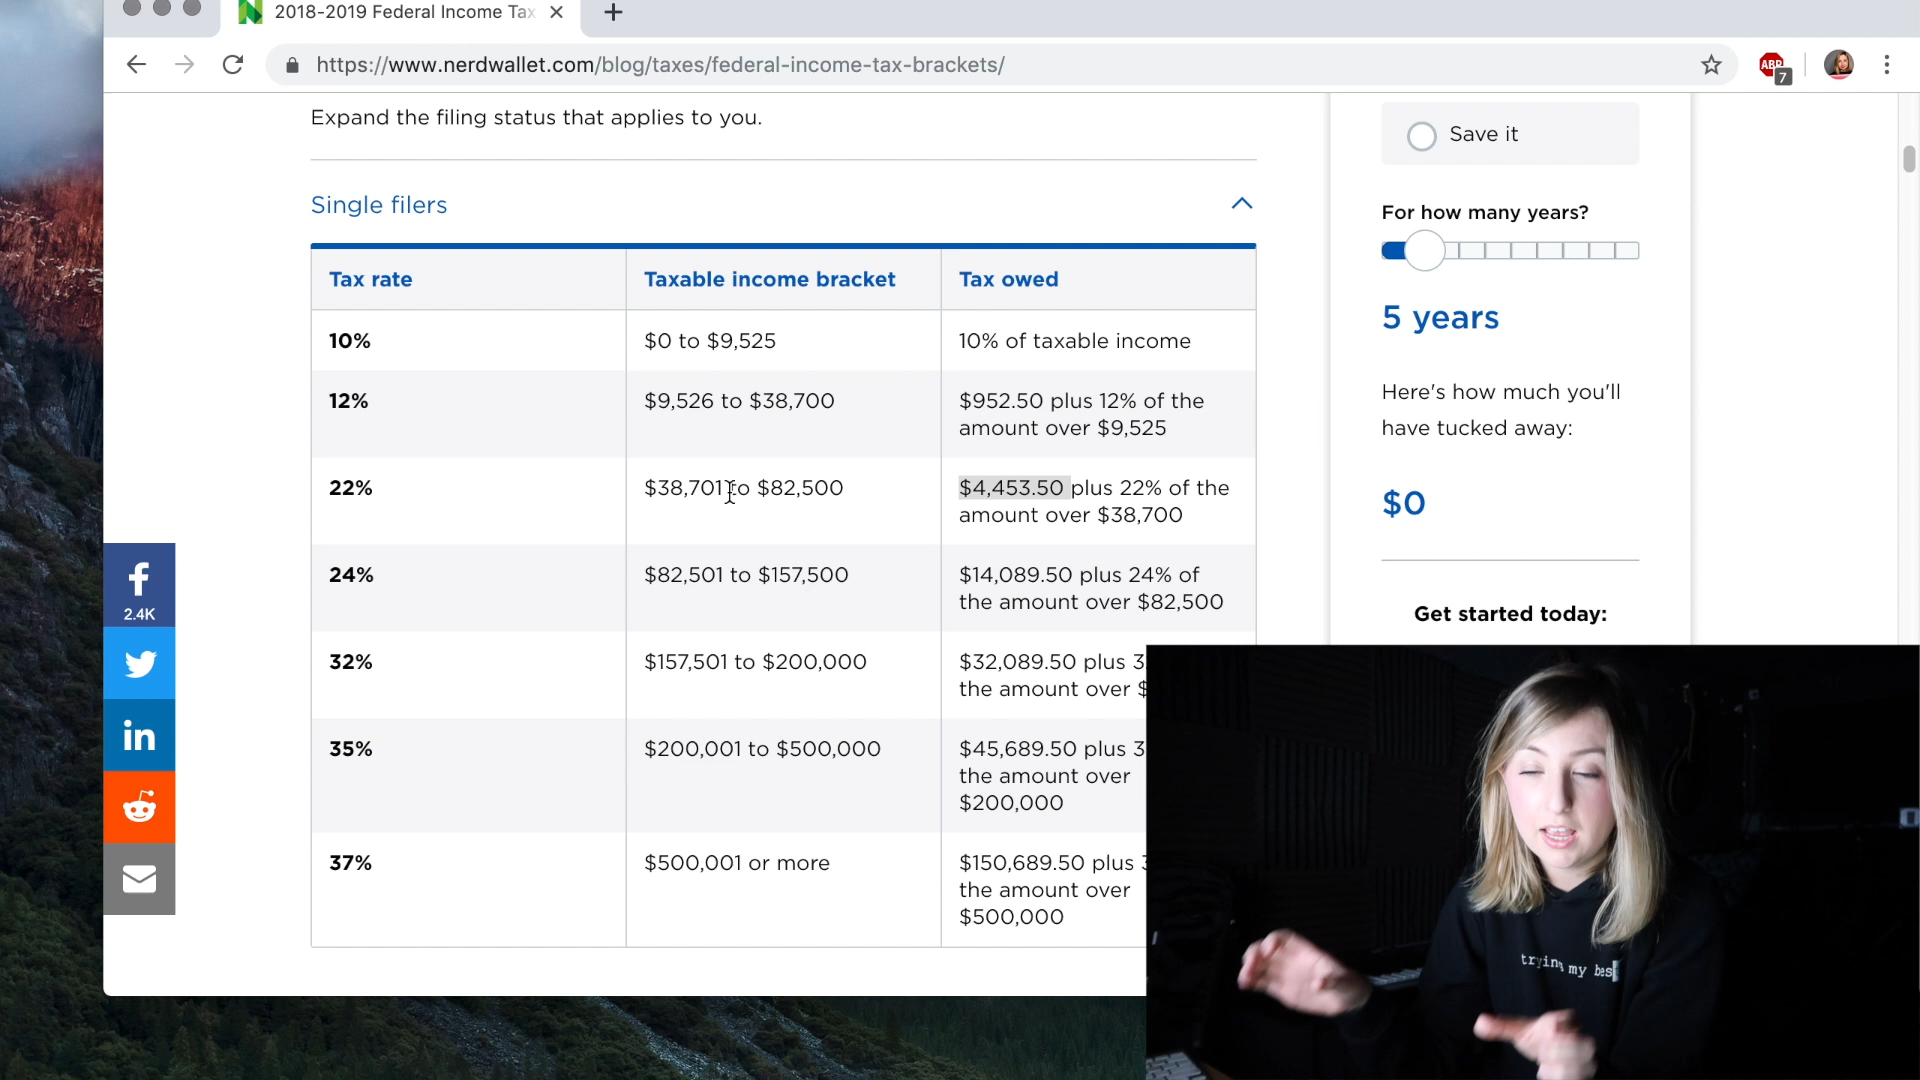 2018-2019 Federal Income Tax
https://www.nerdwallet.com/blog/taxes/federal-income-tax-brackets/
ABP
7
Expand the filing status that applies to you.
Single filers
Tax rate Taxable income bracket Tax owed
10% $0 to $9,525 10% of taxable income
12% $9,526 to $38,700 $952.50 plus 12% of the
amount over $9,525
22% $38,701 to $82,500 $4,453.50 plus 22% of the
amount over $38,700
24% $82,501 to $157,500 $14,089.50 plus 24% of
the amount over $82,500
32% $157,501 to $200,000 $32,089.50 plus 3
the amount over $
35% $200,001 to $500,000 $45,689.50 plus 3
the amount over
$200,000
37% $500,001 or more $150,689.50 plus 3
the amount over
$500,000
Save it
For how many years?
5 years
Here's how much you'll
have tucked away:
$0
Get started today:
f
2.4K
in
trying my best